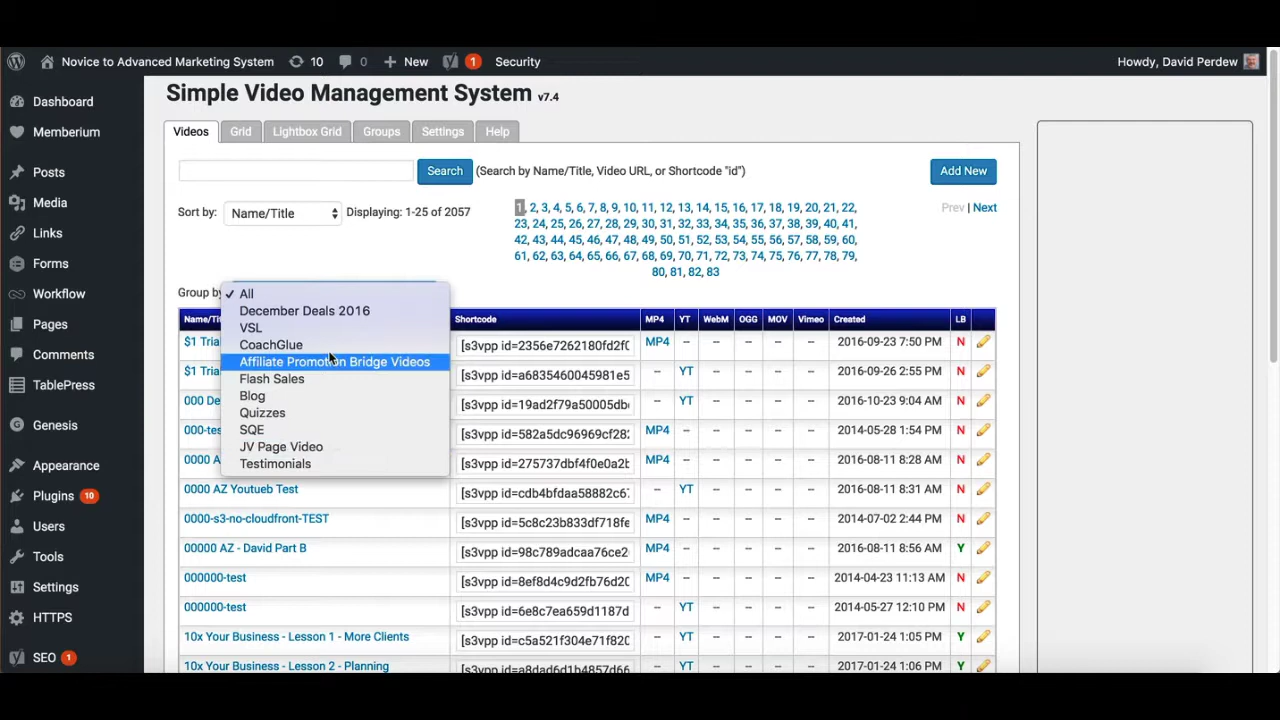 Novice to Advanced Marketing System 10 0 New 1 Security Howdy, David Perdew
Dashboard
Memberium
Posts
Media
Links
Forms
Workflow
Pages
Comments
TablePress
Genesis
Appearance
Plugins 10
Users
Tools
Settings
HTTPS
SEO 1
Simple Video Management System v7.4
Videos Grid Lightbox Grid Groups Settings Help
Search (Search by Name/Title, Video URL, or Shortcode "id") Add New
Sort by: Name/Title Displaying: 1-25 of 2057
1, 2, 3, 4, 5, 6, 7, 8, 9, 10, 11, 12, 13, 14, 15, 16, 17, 18, 19, 20, 21, 22,
23, 24, 25, 26, 27, 28, 29, 30, 31, 32, 33, 34, 35, 36, 37, 38, 39, 40, 41,
42, 43, 44, 45, 46, 47, 48, 49, 50, 51, 52, 53, 54, 55, 56, 57, 58, 59, 60,
61, 62, 63, 64, 65, 66, 67, 68, 69, 70, 71, 72, 73, 74, 75, 76, 77, 78, 79,
80, 81, 82, 83
Prev | Next
Group by
✓ All
December Deals 2016
VSL
CoachGlue
Affiliate Promotion Bridge Videos
Flash Sales
Blog
Quizzes
SQE
JV Page Video
Testimonials
Name/Tit Shortcode MP4 YT WebM OGG MOV Vimeo Created LB
$1 Tria [s3vpp id=2356e7262180fd2f0 MP4 -- -- -- -- -- 2016-09-23 7:50 PM N
$1 Tria [s3vpp id=a6835460045981e5 -- YT -- -- -- -- 2016-09-26 2:55 PM N
000 De [s3vpp id=19ad2f79a50005db -- YT -- -- -- -- 2016-10-23 9:04 AM N
000-tes [s3vpp id=582a5dc96969cf28 MP4 -- -- -- -- -- 2014-05-28 1:54 PM N
0000 A [s3vpp id=275737dbf4f0e0a2b MP4 -- -- -- -- -- 2016-08-11 8:28 AM N
0000 AZ Youtueb Test [s3vpp id=cdb4bfdaa58882c6 -- YT -- -- -- -- 2016-08-11 8:31 AM N
0000-s3-no-cloudfront-TEST [s3vpp id=5c8c23b833df718fe MP4 -- -- -- -- -- 2014-07-02 2:44 PM N
00000 AZ - David Part B [s3vpp id=98c789adcaa76ce2 MP4 -- -- -- -- -- 2016-08-11 8:56 AM Y
000000-test [s3vpp id=8ef8d4c9d2fb76d20 MP4 -- -- -- -- -- 2014-04-23 11:13 AM N
000000-test [s3vpp id=6e8c7ea659d1187d -- YT -- -- -- -- 2014-05-27 12:10 PM N
10x Your Business - Lesson 1 - More Clients [s3vpp id=c5a521f304e71f820 -- YT -- -- -- -- 2017-01-24 1:05 PM Y
10x Your Business - Lesson 2 - Planning [s3vpp id=a8dad6d1b4857d66 -- YT -- -- -- -- 2017-01-24 1:06 PM Y